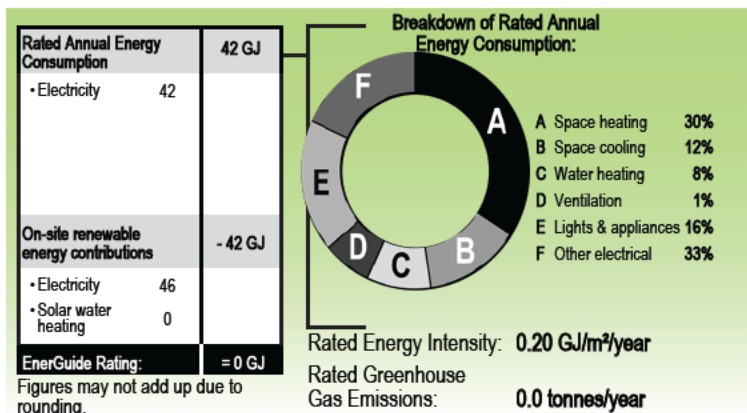 Rated Annual Energy
Consumption
42 GJ
• Electricity 42
On-site renewable
energy contributions
- 42 GJ
• Electricity 46
• Solar water
heating 0
EnerGuide Rating: = 0 GJ
Figures may not add up due to
rounding.
Breakdown of Rated Annual
Energy Consumption:
F
A
E
D
C
B
A Space heating 30%
B Space cooling 12%
C Water heating 8%
D Ventilation 1%
E Lights & appliances 16%
F Other electrical 33%
Rated Energy Intensity: 0.20 GJ/m²/year
Rated Greenhouse
Gas Emissions: 0.0 tonnes/year